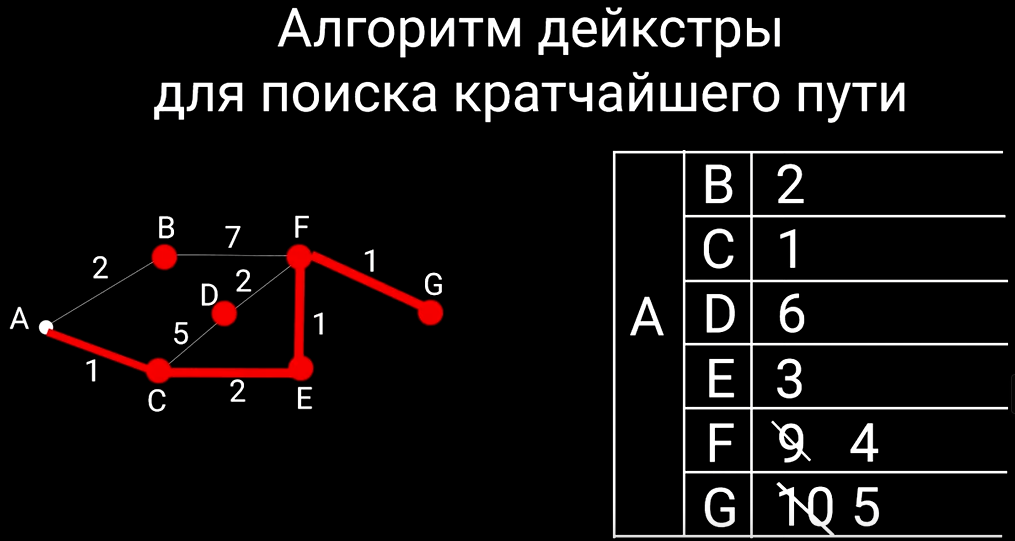 Алгоритм дейкстры
для поиска кратчайшего пути
B 7 F
2 1
G
D 2
A 5 1
1
C 2 E
A
B 2
C 1
D 6
E 3
F 9 4
G 10 5